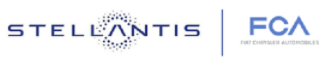 STELLANTIS
FCA
FIAT CHRYSLER AUTOMOBILES